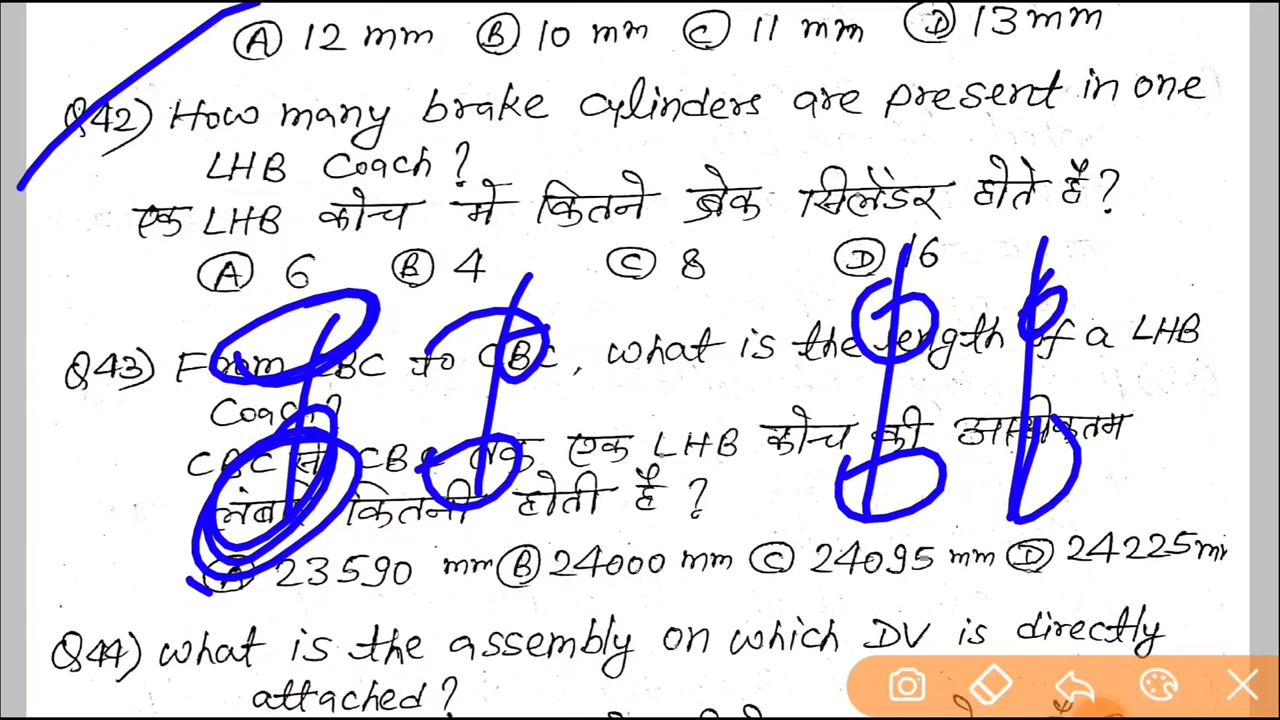 Ⓐ 12 mm Ⓑ 10 mm Ⓒ 11 mm Ⓓ 13 mm
Q42) How many brake cylinders are present in one
LHB Coach?
एक LHB कोच में कितने ब्रेक सिलेंडर होते हैं?
Ⓐ 6 Ⓑ 4 Ⓒ 8 Ⓓ 16
Q43) From CBC to CBC, what is the length of a LHB
Coach?
CBC से CBC तक एक LHB कोच की अधिकतम
लंबाई कितनी होती है ?
Ⓐ 23590 mm Ⓑ 24000 mm Ⓒ 24095 mm Ⓓ 24225 mm
Q44) What is the assembly on which DV is directly
attached?